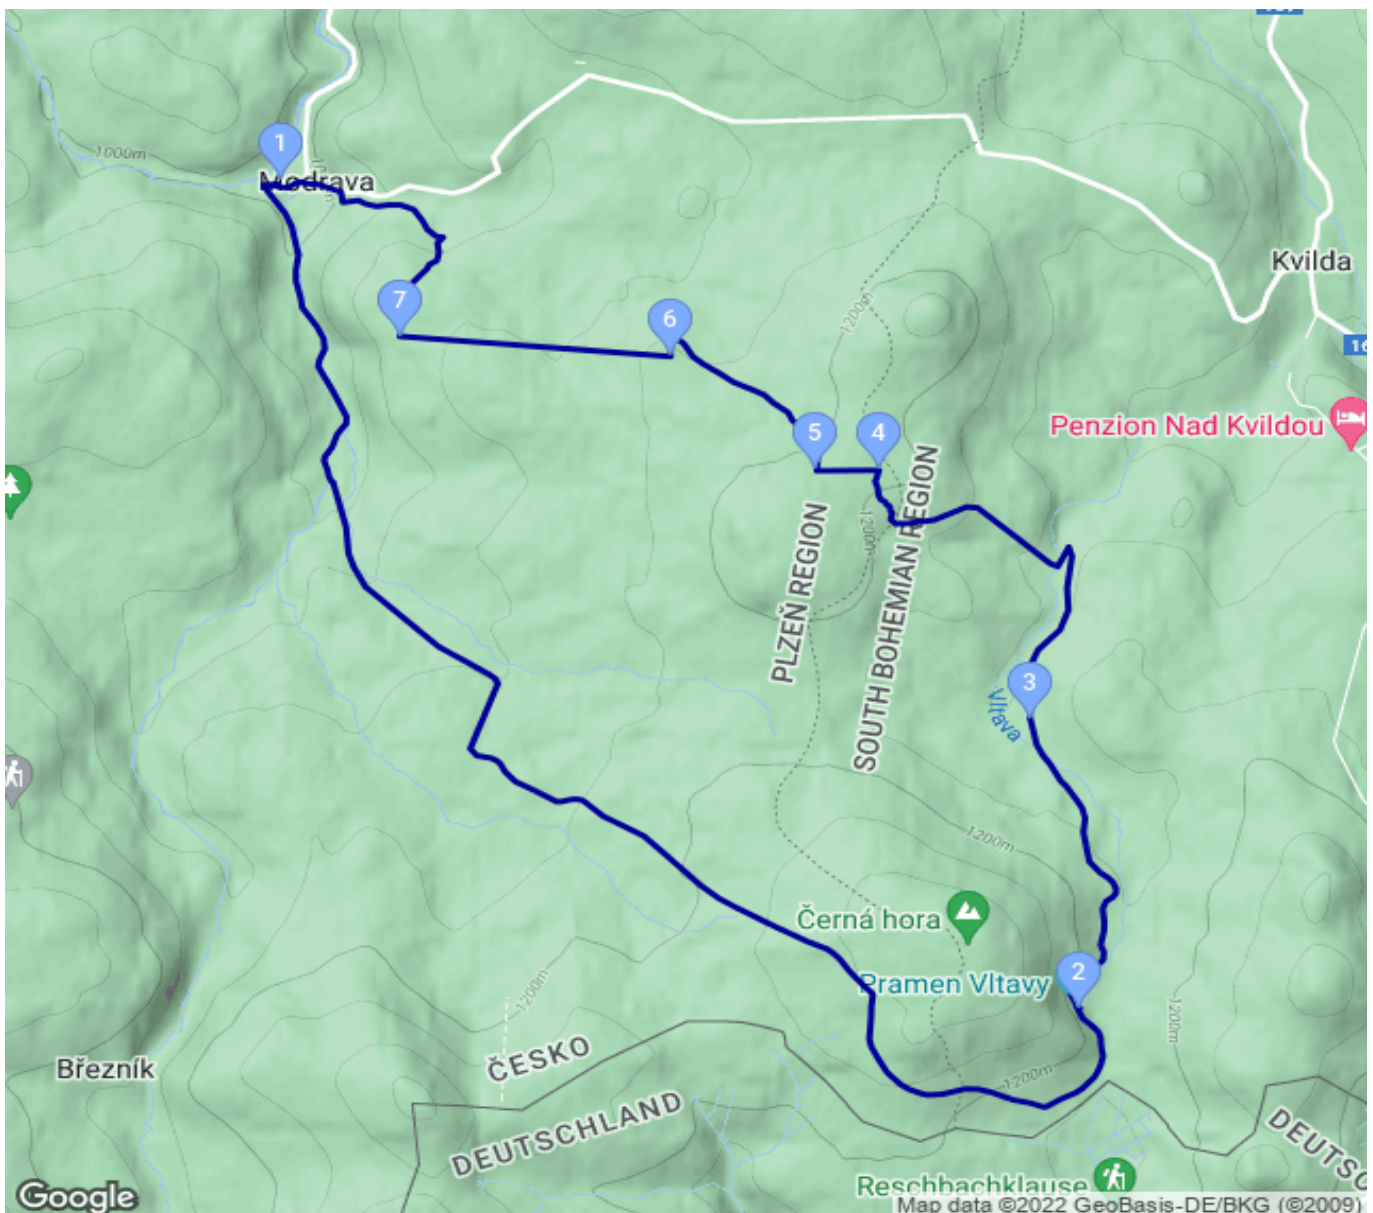 1
1000m
Modrava
Kvilda
7
6
1200m
16
Penzion Nad Kvildou
5
4
PLZEŇ REGION
SOUTH BOHEMIAN REGION
1200m
3
Vltava
1200m
Černá hora
2
Pramen Vltavy
1200m
1200m
1200m
Březník
ČESKO
DEUTSCHLAND
DEUTSC
Reschbachklause
Google
Map data ©2022 GeoBasis-DE/BKG (©2009)